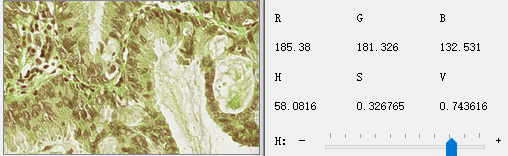 R G B
185.38 181.326 132.531
H S V
58.0816 0.326765 0.743616
H: − +